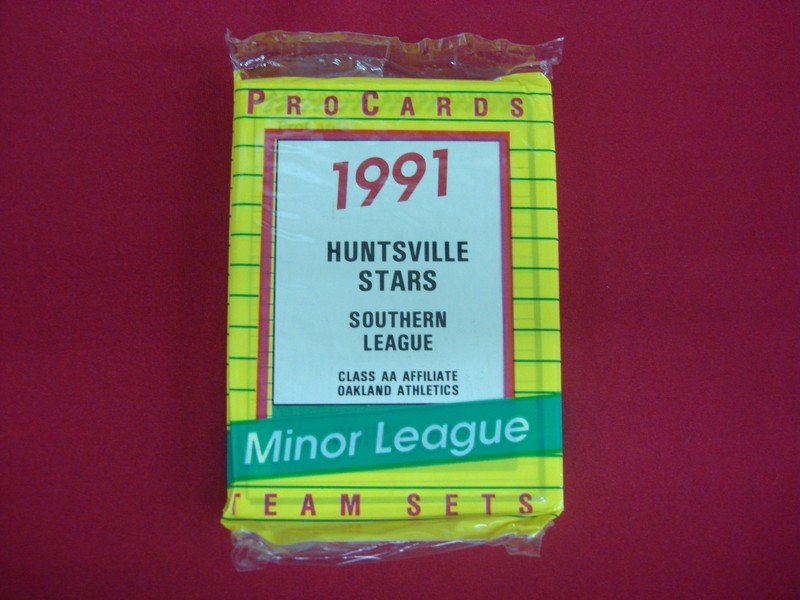 PROCARDS
1991
HUNTSVILLE
STARS
SOUTHERN
LEAGUE
CLASS AA AFFILIATE
OAKLAND ATHLETICS
Minor League
TEAM SETS